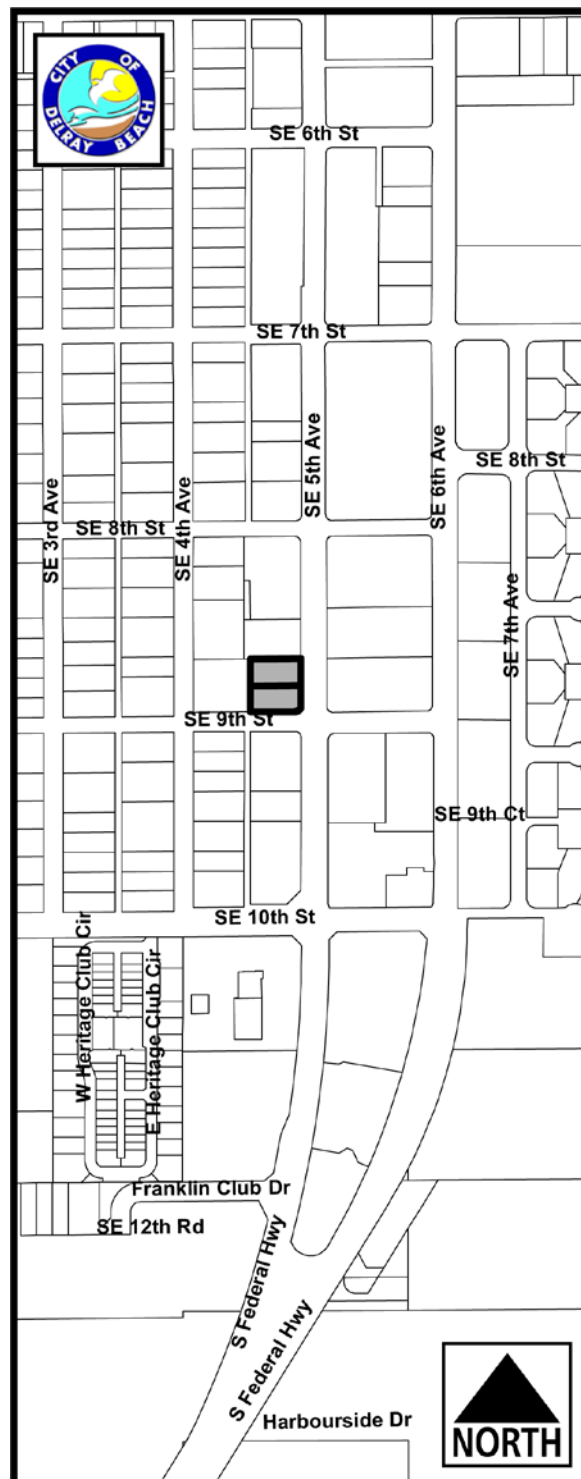 CITY OF
DELRAY BEACH
SE 6th St
SE 7th St
SE 5th Ave
SE 6th Ave
SE 8th St
SE 3rd Ave
SE 8th St
SE 4th Ave
SE 7th Ave
SE 9th St
SE 9th Ct
SE 10th St
W Heritage Club Cir
E Heritage Club Cir
Franklin Club Dr
SE 12th Rd
S Federal Hwy
S Federal Hwy
Harbourside Dr
NORTH